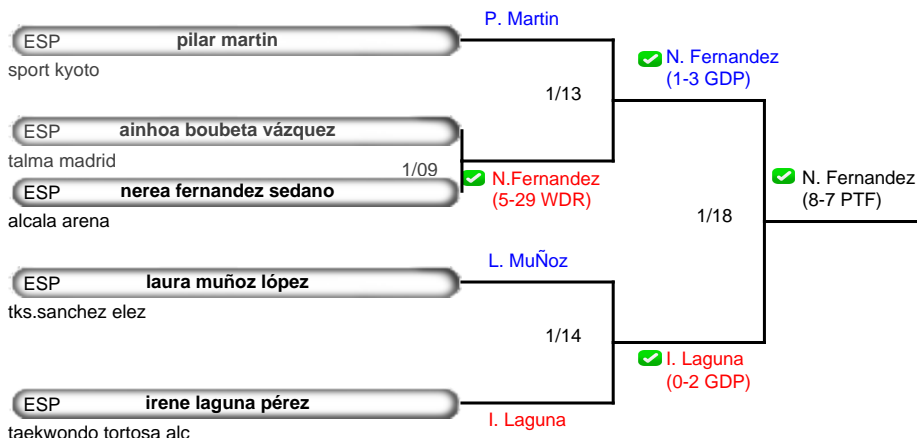 P. Martin
ESP pilar martin
sport kyoto
N. Fernandez
(1-3 GDP)
1/13
ESP ainhoa boubeta vázquez
talma madrid
1/09
N.Fernandez
(5-29 WDR)
ESP nerea fernandez sedano
alcala arena
N. Fernandez
(8-7 PTF)
1/18
L. MuÑoz
ESP laura muñoz lópez
tks.sanchez elez
1/14
I. Laguna
(0-2 GDP)
ESP irene laguna pérez
I. Laguna
taekwondo tortosa alc